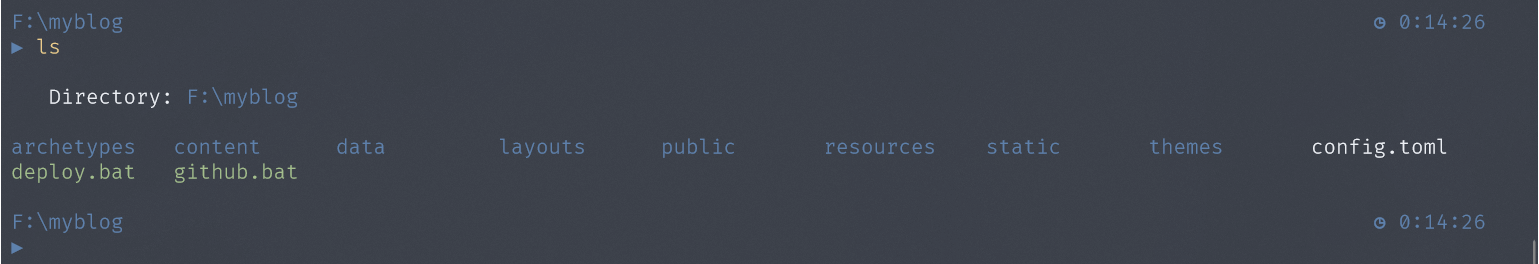 F:\myblog ◔ 0:14:26
▶ ls
Directory: F:\myblog
archetypes content data layouts public resources static themes config.toml
deploy.bat github.bat
F:\myblog ◔ 0:14:26
▶